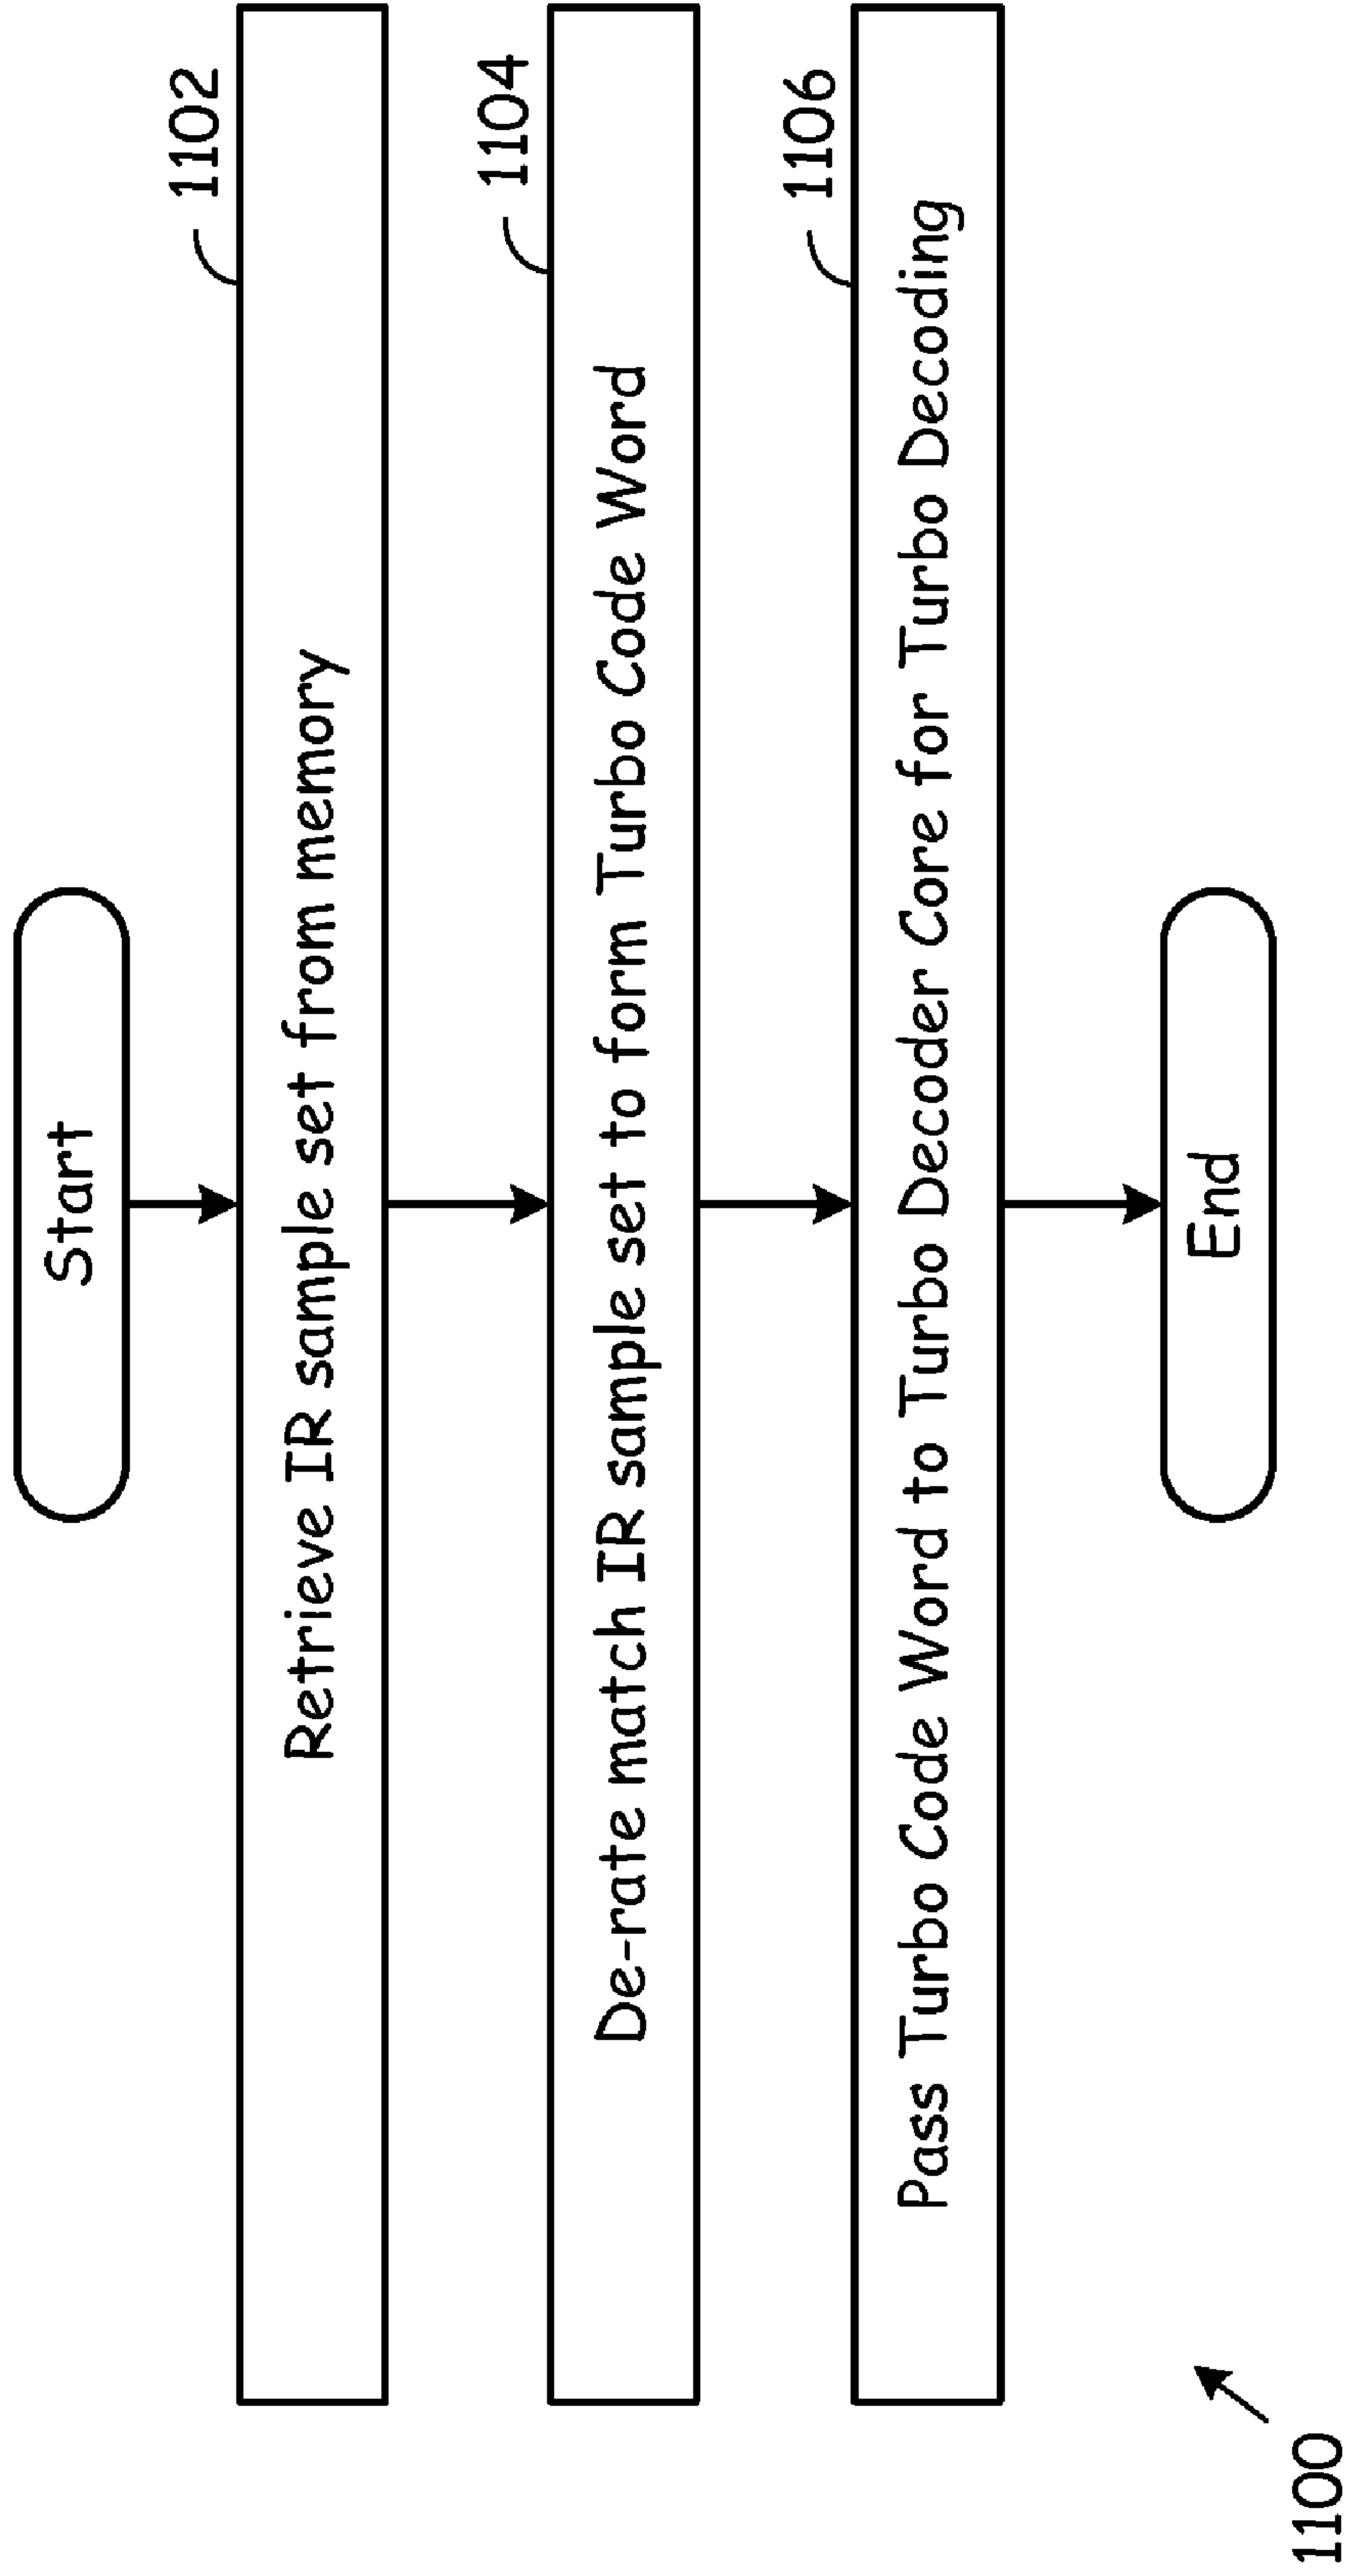 Start
1102
Retrieve IR sample set from memory
1104
De-rate match IR sample set to form Turbo Code Word
1106
Pass Turbo Code Word to Turbo Decoder Core for Turbo Decoding
End
1100